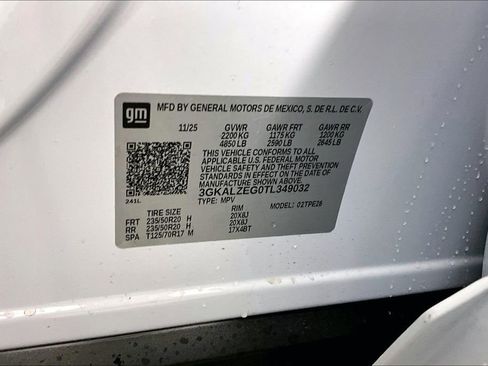 gm
MFD BY GENERAL MOTORS DE MEXICO, S. DE R.L. DE C.V.
11/25 GVWR GAWR FRT GAWR RR
2200 KG 1175 KG 1200 KG
4850 LB 2590 LB 2645 LB
THIS VEHICLE CONFORMS TO ALL
APPLICABLE U.S. FEDERAL MOTOR
VEHICLE SAFETY AND THEFT PREVENTION
STANDARDS IN EFFECT ON THE DATE OF
MANUFACTURE SHOWN ABOVE.
3GKALZEG0TL349032
241L
TYPE: MPV MODEL: 02TPE26
TIRE SIZE RIM
FRT 235/50R20 H 20X8J
RR 235/50R20 H 20X8J
SPA T125/70R17 M 17X4BT